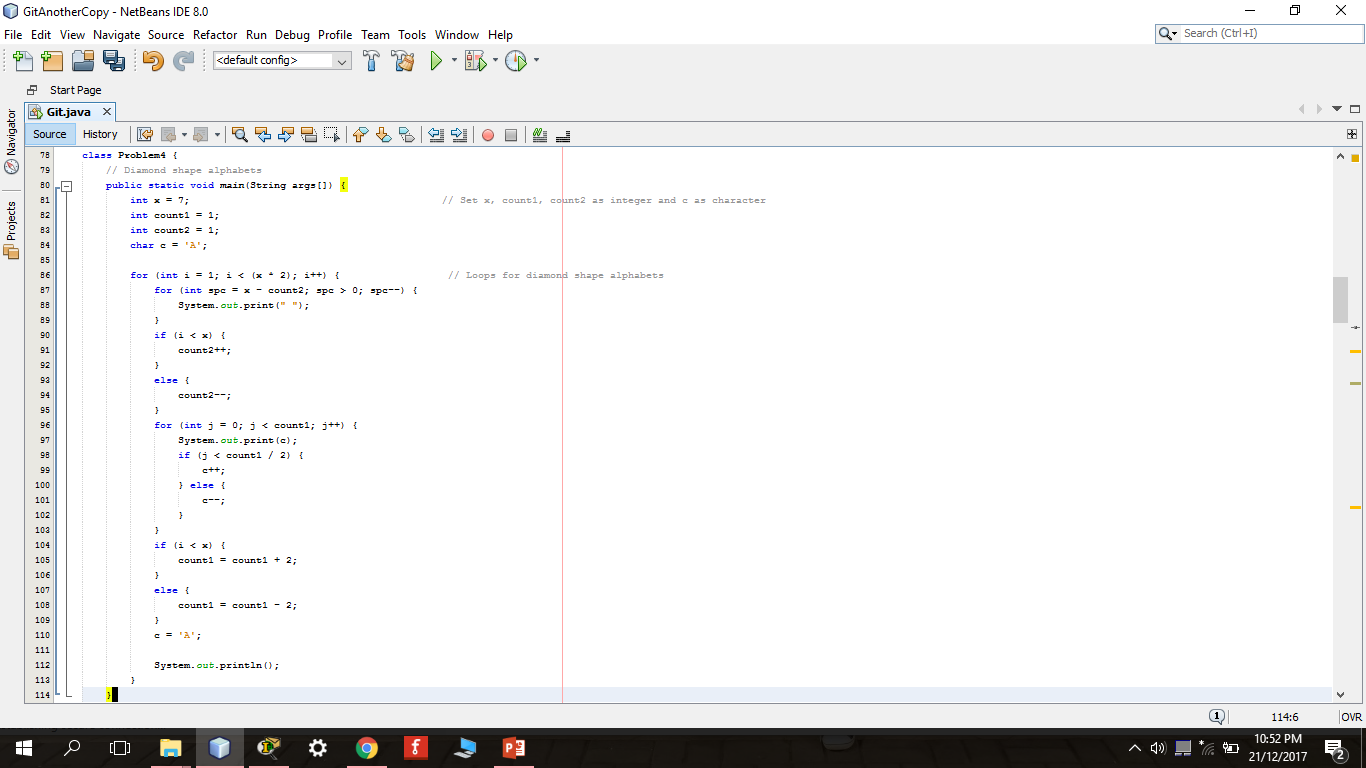 GitAnotherCopy - NetBeans IDE 8.0
File Edit View Navigate Source Refactor Run Debug Profile Team Tools Window Help
Search (Ctrl+I)
<default config>
Start Page
Git.java
Navigator
Projects
Source History
78 class Problem4 {
79 // Diamond shape alphabets
80 public static void main(String args[]) {
81 int x = 7; // Set x, count1, count2 as integer and c as character
82 int count1 = 1;
83 int count2 = 1;
84 char c = 'A';
85
86 for (int i = 1; i < (x * 2); i++) { // Loops for diamond shape alphabets
87 for (int spc = x - count2; spc > 0; spc--) {
88 System.out.print(" ");
89 }
90 if (i < x) {
91 count2++;
92 }
93 else {
94 count2--;
95 }
96 for (int j = 0; j < count1; j++) {
97 System.out.print(c);
98 if (j < count1 / 2) {
99 c++;
100 } else {
101 c--;
102 }
103 }
104 if (i < x) {
105 count1 = count1 + 2;
106 }
107 else {
108 count1 = count1 - 2;
109 }
110 c = 'A';
111
112 System.out.println();
113 }
114 }
1
114:6
OVR
10:52 PM
21/12/2017
2